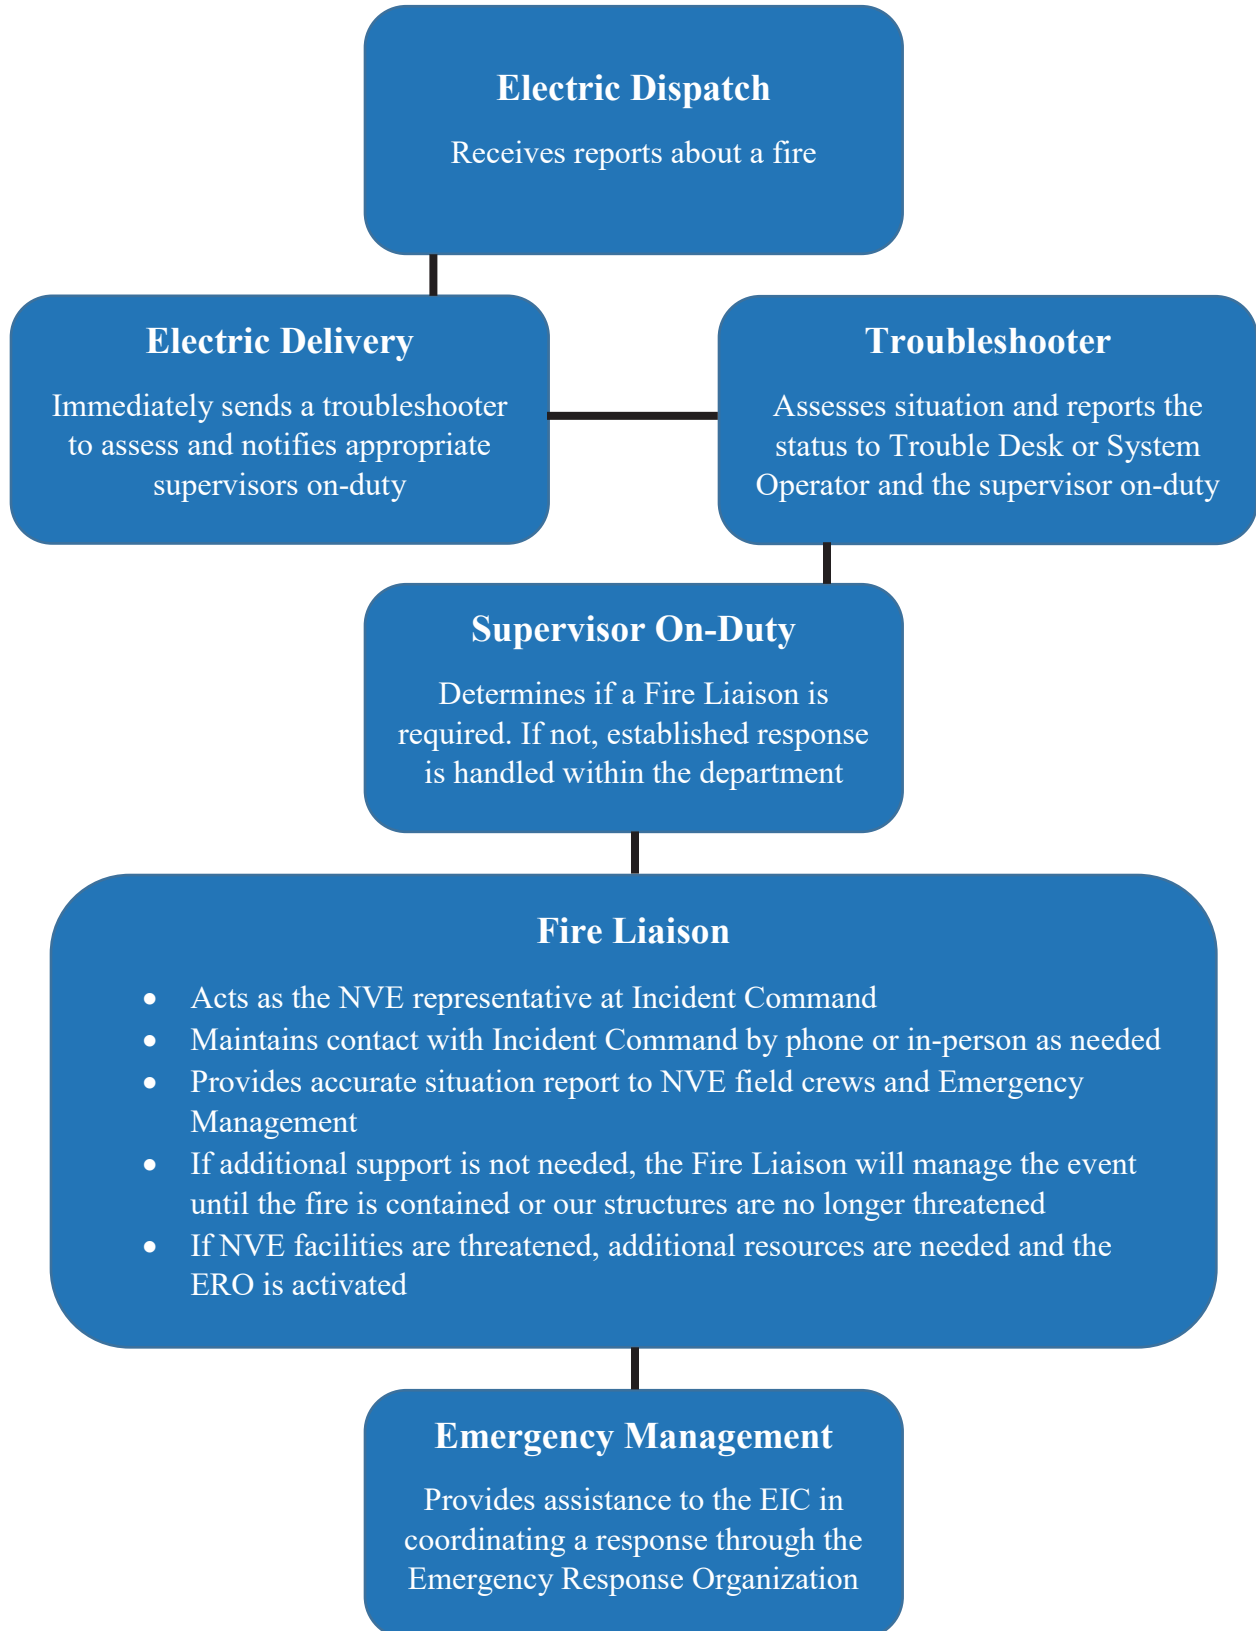 Electric Dispatch
Receives reports about a fire
Electric Delivery
Immediately sends a troubleshooter
to assess and notifies appropriate
supervisors on-duty
Troubleshooter
Assesses situation and reports the
status to Trouble Desk or System
Operator and the supervisor on-duty
Supervisor On-Duty
Determines if a Fire Liaison is
required. If not, established response
is handled within the department
Fire Liaison
• Acts as the NVE representative at Incident Command
• Maintains contact with Incident Command by phone or in-person as needed
• Provides accurate situation report to NVE field crews and Emergency
Management
• If additional support is not needed, the Fire Liaison will manage the event
until the fire is contained or our structures are no longer threatened
• If NVE facilities are threatened, additional resources are needed and the
ERO is activated
Emergency Management
Provides assistance to the EIC in
coordinating a response through the
Emergency Response Organization